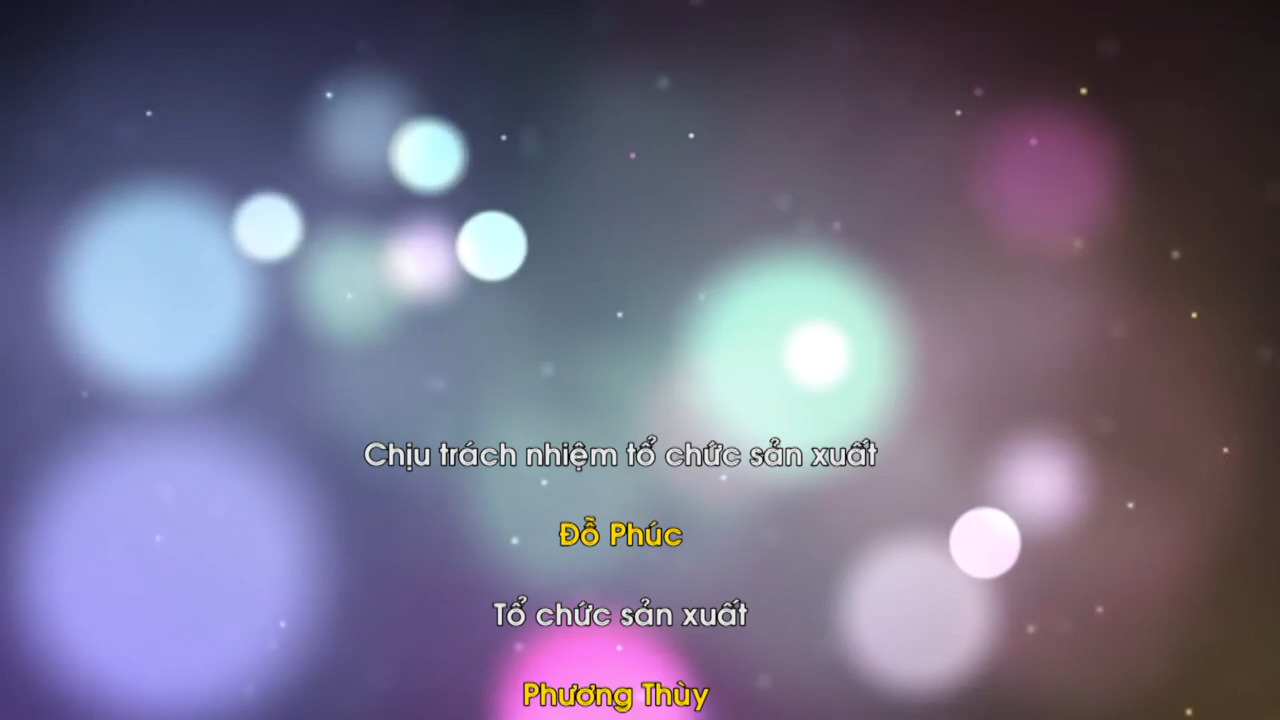 Chịu trách nhiệm tổ chức sản xuất
Đỗ Phúc
Tổ chức sản xuất
Phương Thùy